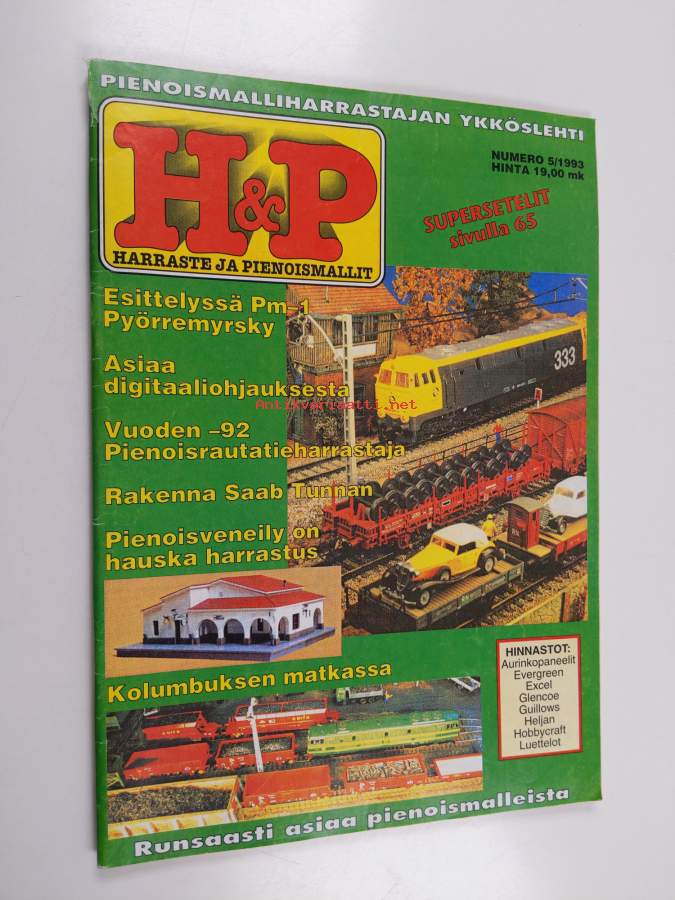 PIENOISMALLIHARRASTAJAN YKKÖSLEHTI
H&P
HARRASTE JA PIENOISMALLIT
NUMERO 5/1993
HINTA 19,00 mk
SUPERSETELIT
sivulla 65
Esittelyssä Pm-1
Pyörremyrsky
Asiaa
digitaaliohjauksesta
Antikvariaatti.net
Vuoden -92
Pienoisrautatieharrastaja
Rakenna Saab Tunnan
Pienoisveneily on
hauska harrastus
333
Kolumbuksen matkassa
HINNASTOT:
Aurinkopaneelit
Evergreen
Excel
Glencoe
Guillows
Heljan
Hobbycraft
Luettelot
Runsaasti asiaa pienoismalleista